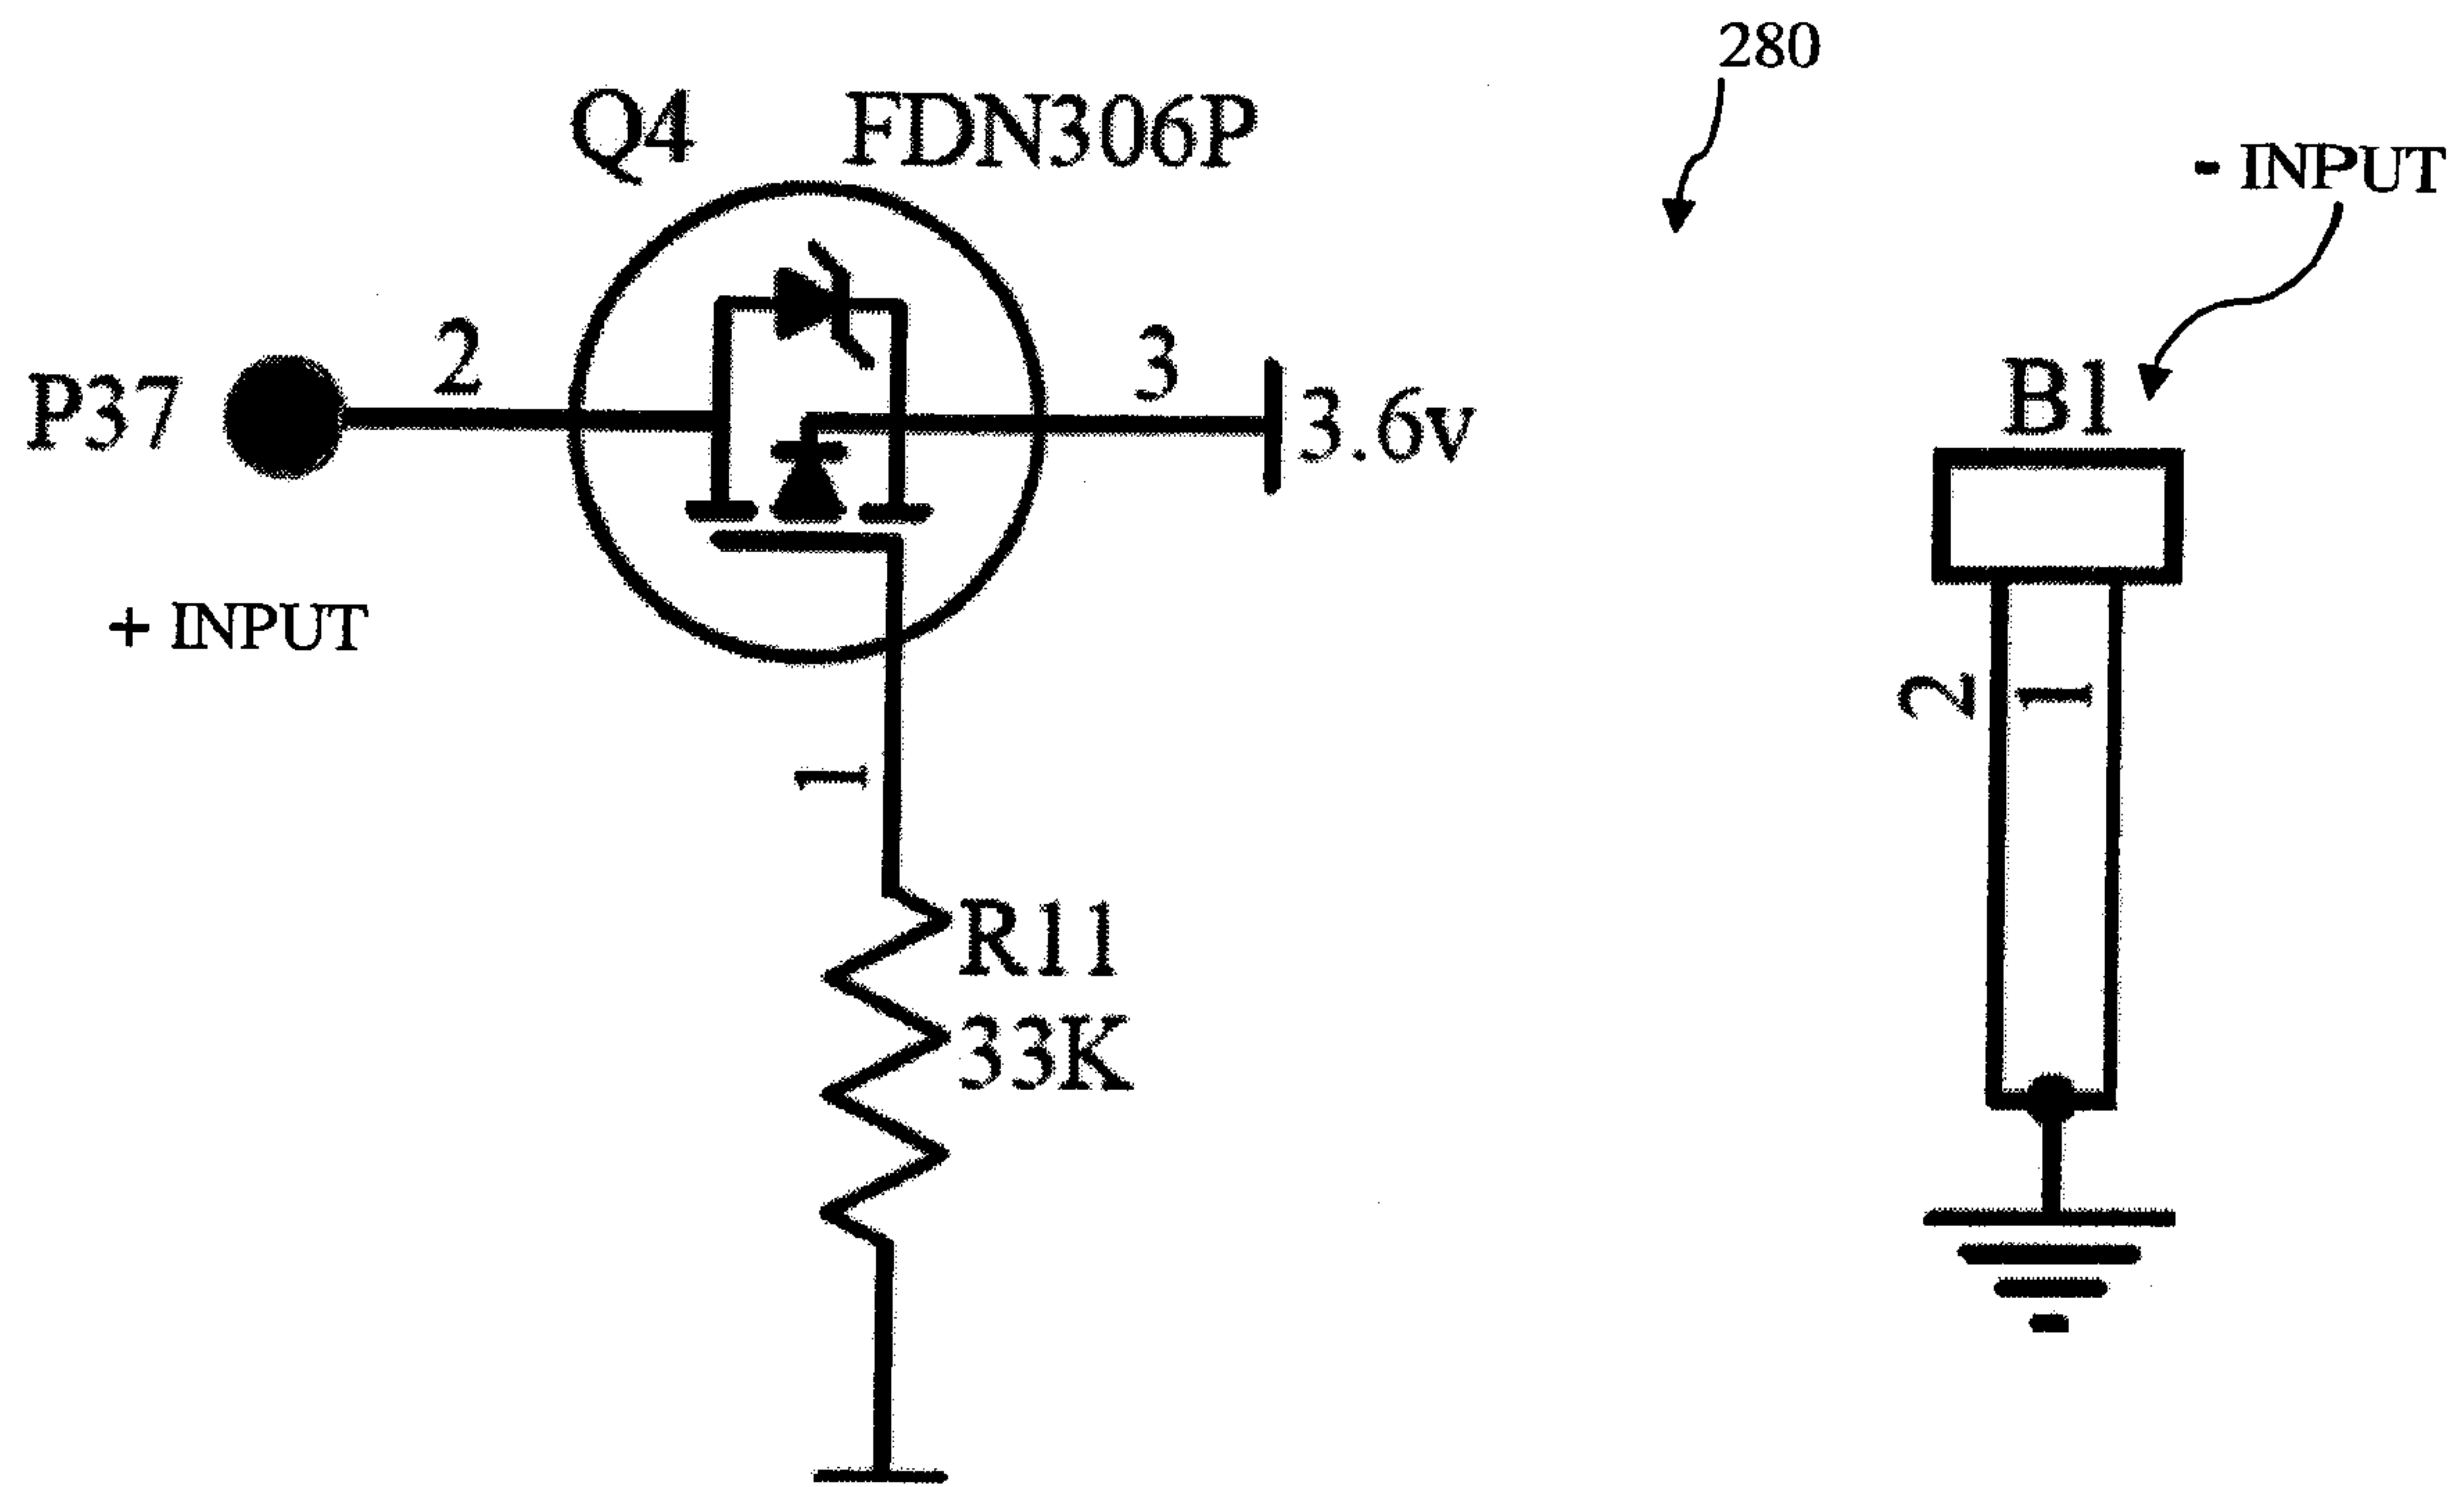 280
Q4 FDN306P
- INPUT
P37
2
3
3.6v
B1
+ INPUT
2
1
1
R11
33K